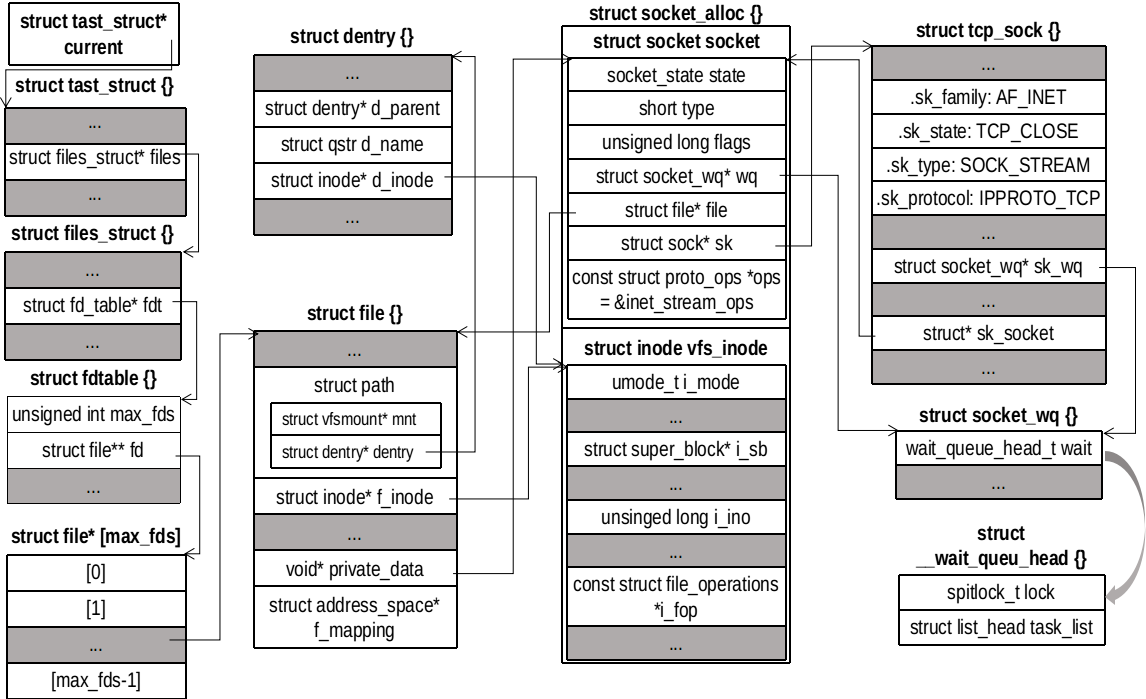 struct tast_struct*
current
struct tast_struct {}
...
struct files_struct* files
...
struct files_struct {}
...
struct fd_table* fdt
...
struct fdtable {}
unsigned int max_fds
struct file** fd
...
struct file* [max_fds]
[0]
[1]
...
[max_fds-1]
struct dentry {}
...
struct dentry* d_parent
struct qstr d_name
struct inode* d_inode
...
struct file {}
...
struct path
struct vfsmount* mnt
struct dentry* dentry
struct inode* f_inode
...
void* private_data
struct address_space*
f_mapping
struct socket_alloc {}
struct socket socket
socket_state state
short type
unsigned long flags
struct socket_wq* wq
struct file* file
struct sock* sk
const struct proto_ops *ops
= &inet_stream_ops
struct inode vfs_inode
umode_t i_mode
...
struct super_block* i_sb
...
unsinged long i_ino
...
const struct file_operations
*i_fop
...
struct tcp_sock {}
...
.sk_family: AF_INET
.sk_state: TCP_CLOSE
.sk_type: SOCK_STREAM
.sk_protocol: IPPROTO_TCP
...
struct socket_wq* sk_wq
...
struct* sk_socket
...
struct socket_wq {}
wait_queue_head_t wait
...
struct
__wait_queu_head {}
spitlock_t lock
struct list_head task_list